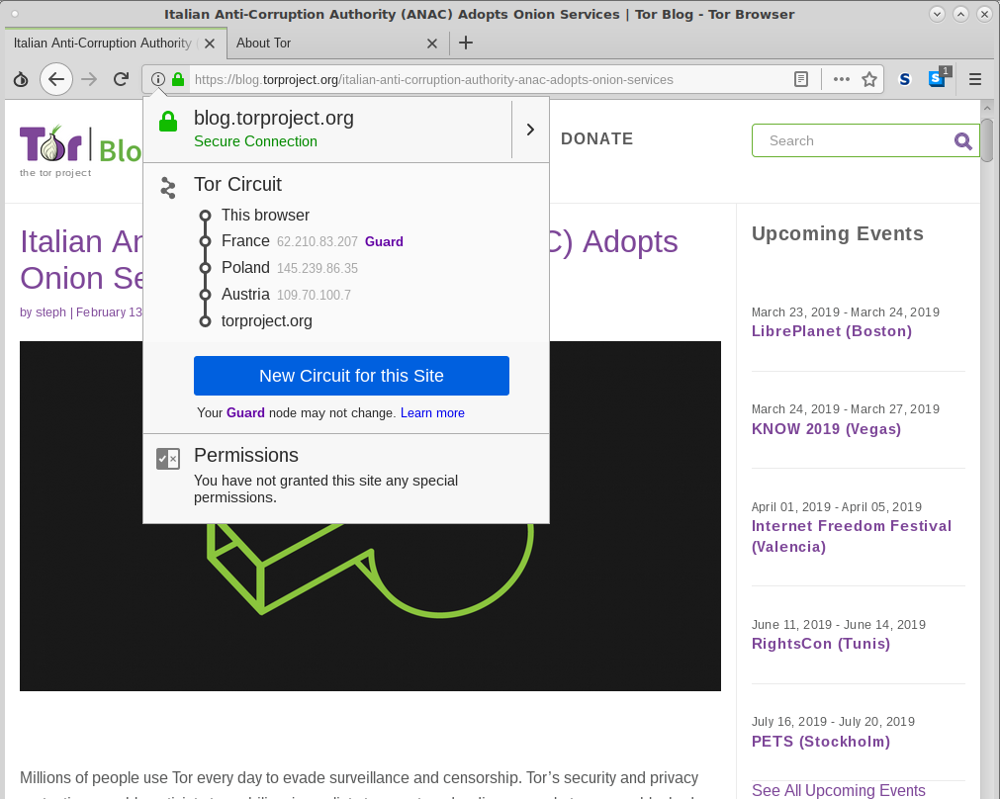 Italian Anti-Corruption Authority (ANAC) Adopts Onion Services | Tor Blog - Tor Browser
Italian Anti-Corruption Authority
About Tor
https://blog.torproject.org/italian-anti-corruption-authority-anac-adopts-onion-services
S
S 1
Tor | Blo
the tor project
DONATE
Search
blog.torproject.org
Secure Connection
Tor Circuit
This browser
France 62.210.83.207 Guard
Poland 145.239.86.35
Austria 109.70.100.7
torproject.org
New Circuit for this Site
Your Guard node may not change. Learn more
Permissions
You have not granted this site any special
permissions.
Italian An C) Adopts
Onion Se
by steph | February 13
Millions of people use Tor every day to evade surveillance and censorship. Tor's security and privacy
Upcoming Events
March 23, 2019 - March 24, 2019
LibrePlanet (Boston)
March 24, 2019 - March 27, 2019
KNOW 2019 (Vegas)
April 01, 2019 - April 05, 2019
Internet Freedom Festival
(Valencia)
June 11, 2019 - June 14, 2019
RightsCon (Tunis)
July 16, 2019 - July 20, 2019
PETS (Stockholm)
See All Upcoming Events